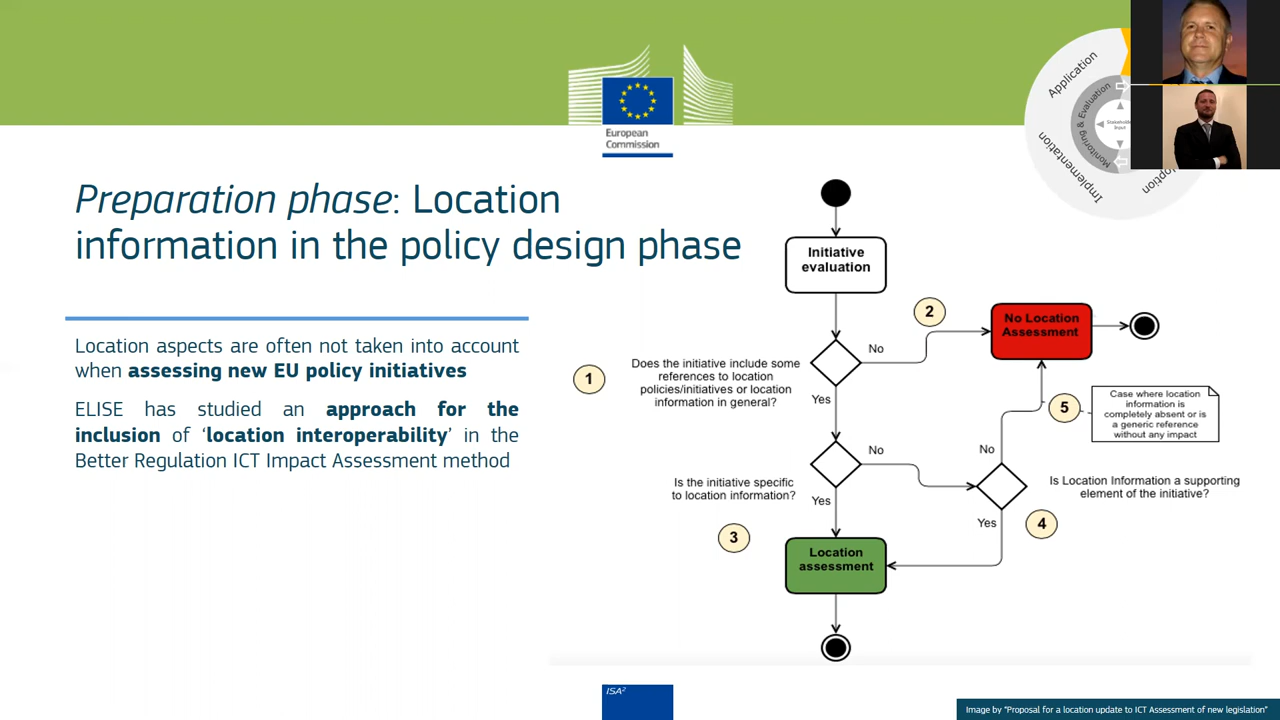 European
Commission
Application
Implementation
Monitoring & Evaluation
Input
Preparation phase: Location
information in the policy design phase
Location aspects are often not taken into account
when assessing new EU policy initiatives
ELISE has studied an approach for the
inclusion of ‘location interoperability’ in the
Better Regulation ICT Impact Assessment method
Initiative
evaluation
1
Does the initiative include some
references to location
policies/initiatives or location
information in general?
No
Yes
2
No Location
Assessment
5
Case where location
information is
completely absent or is
a generic reference
without any impact
Is the initiative specific
to location information?
No
Yes
No
Is Location Information a supporting
element of the initiative?
Yes
4
3
Location
assessment
ISA²
Image by “Proposal for a location update to ICT Assessment of new legislation”